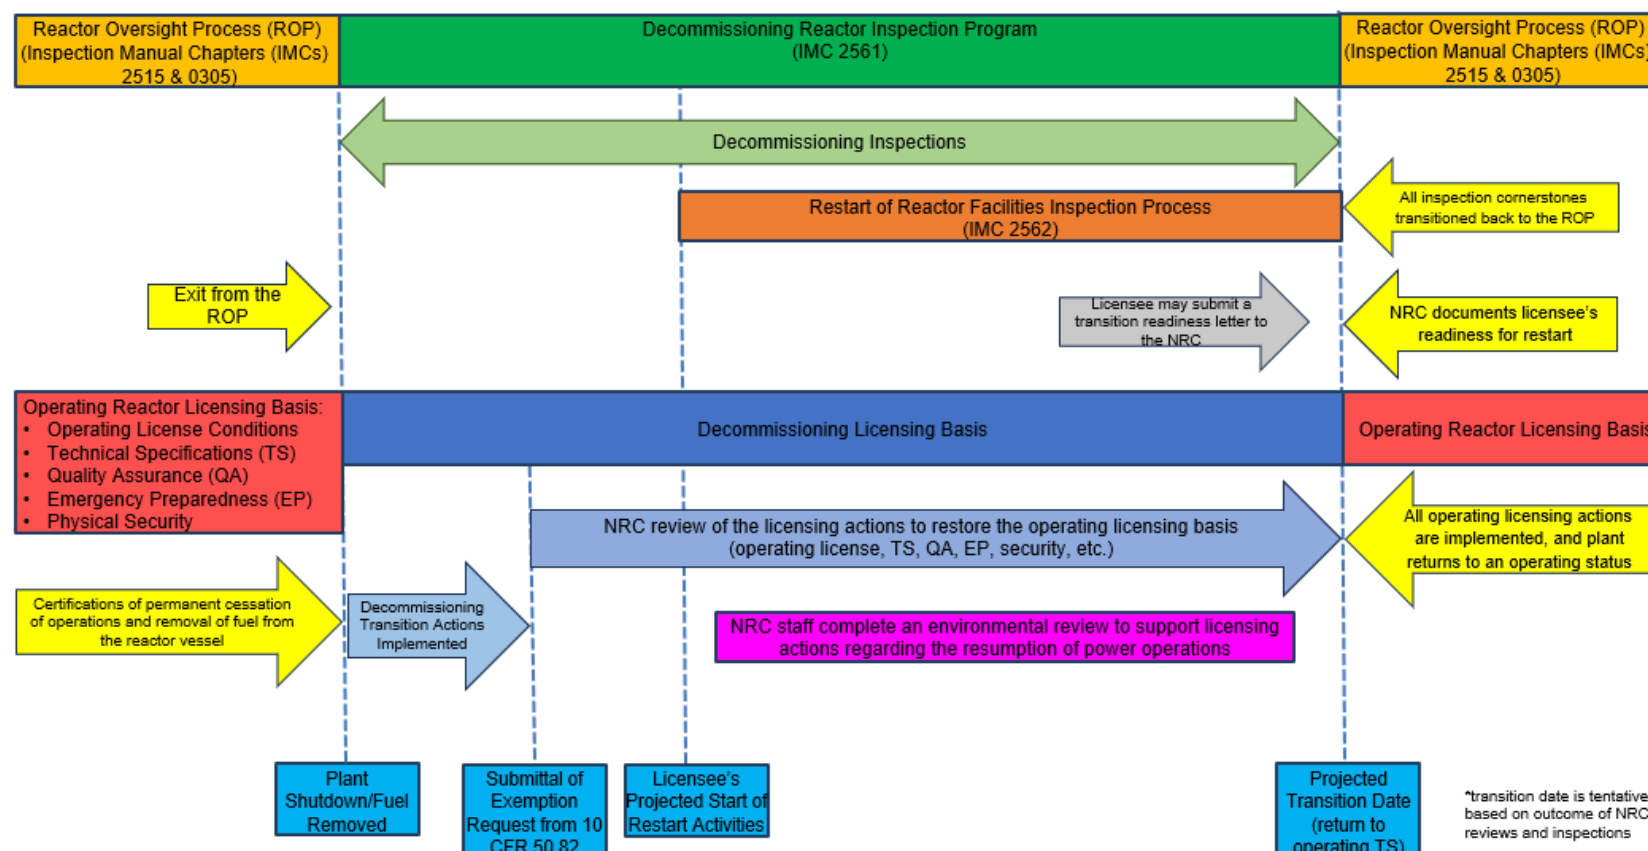 Reactor Oversight Process (ROP)
(Inspection Manual Chapters (IMCs)
2515 & 0305)
Decommissioning Reactor Inspection Program
(IMC 2561)
Reactor Oversight Process (ROP)
(Inspection Manual Chapters (IMCs)
2515 & 0305)
Decommissioning Inspections
Restart of Reactor Facilities Inspection Process
(IMC 2562)
All inspection cornerstones
transitioned back to the ROP
Exit from the
ROP
Licensee may submit a
transition readiness letter to
the NRC
NRC documents licensee's
readiness for restart
Operating Reactor Licensing Basis:
• Operating License Conditions
• Technical Specifications (TS)
• Quality Assurance (QA)
• Emergency Preparedness (EP)
• Physical Security
Decommissioning Licensing Basis
Operating Reactor Licensing Basis
NRC review of the licensing actions to restore the operating licensing basis
(operating license, TS, QA, EP, security, etc.)
All operating licensing actions
are implemented, and plant
returns to an operating status
Certifications of permanent cessation
of operations and removal of fuel from
the reactor vessel
Decommissioning
Transition Actions
Implemented
NRC staff complete an environmental review to support licensing
actions regarding the resumption of power operations
Plant
Shutdown/Fuel
Removed
Submittal of
Exemption
Request from 10
CFR 50.82
Licensee's
Projected Start of
Restart Activities
Projected
Transition Date
(return to
operating TS)
*transition date is tentative
based on outcome of NRC
reviews and inspections